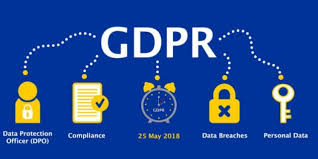 GDPR
GDPR
Data Protection
Officer (DPO)
Compliance
25 May 2018
Data Breaches
Personal Data